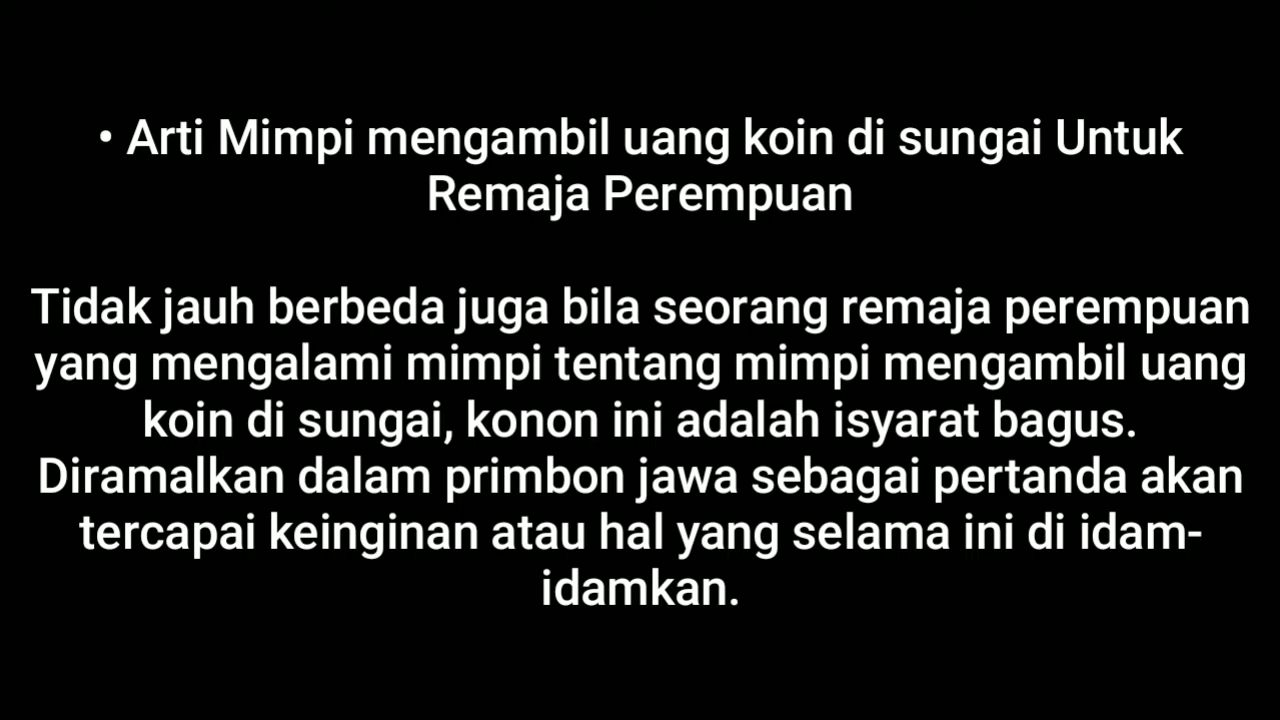 • Arti Mimpi mengambil uang koin di sungai Untuk
Remaja Perempuan
Tidak jauh berbeda juga bila seorang remaja perempuan
yang mengalami mimpi tentang mimpi mengambil uang
koin di sungai, konon ini adalah isyarat bagus.
Diramalkan dalam primbon jawa sebagai pertanda akan
tercapai keinginan atau hal yang selama ini di idam-
idamkan.